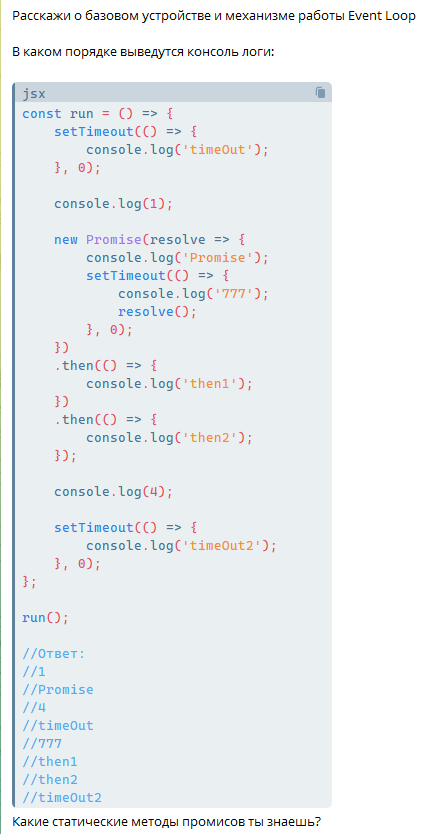 Расскажи о базовом устройстве и механизме работы Event Loop
В каком порядке выведутся консоль логи:
jsx
const run = () => {
    setTimeout(() => {
        console.log('timeOut');
    }, 0);

    console.log(1);

    new Promise(resolve => {
        console.log('Promise');
        setTimeout(() => {
            console.log('777');
            resolve();
        }, 0);
    })
    .then(() => {
        console.log('then1');
    })
    .then(() => {
        console.log('then2');
    });

    console.log(4);

    setTimeout(() => {
        console.log('timeOut2');
    }, 0);
};

run();

//Ответ:
//1
//Promise
//4
//timeOut
//777
//then1
//then2
//timeOut2
Какие статические методы промисов ты знаешь?